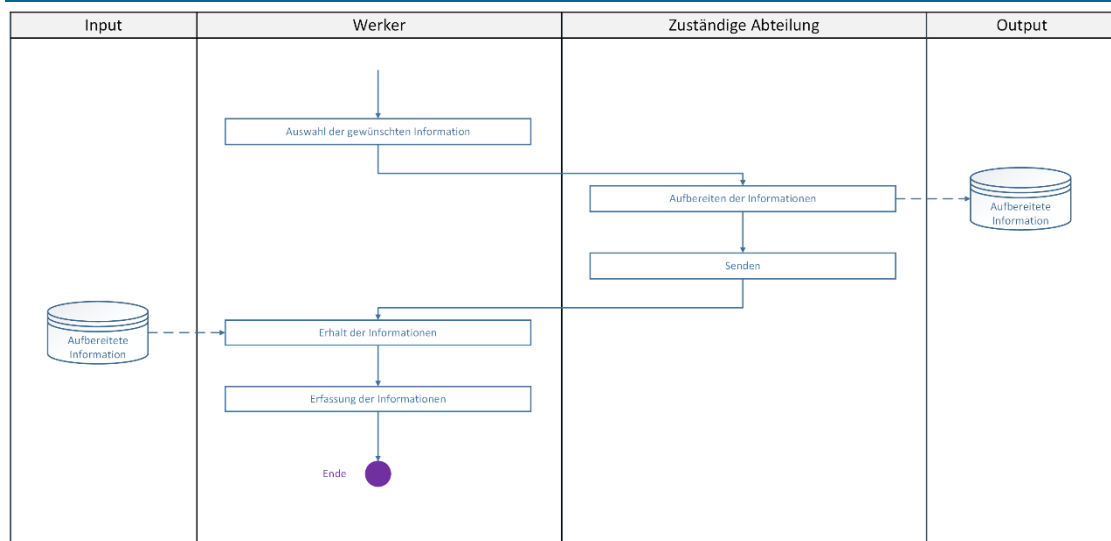 Input
Werker
Zuständige Abteilung
Output
Auswahl der gewünschten Information
Aufbereiten der Informationen
Aufbereitete
Information
Senden
Aufbereitete
Information
Erhalt der Informationen
Erfassung der Informationen
Ende